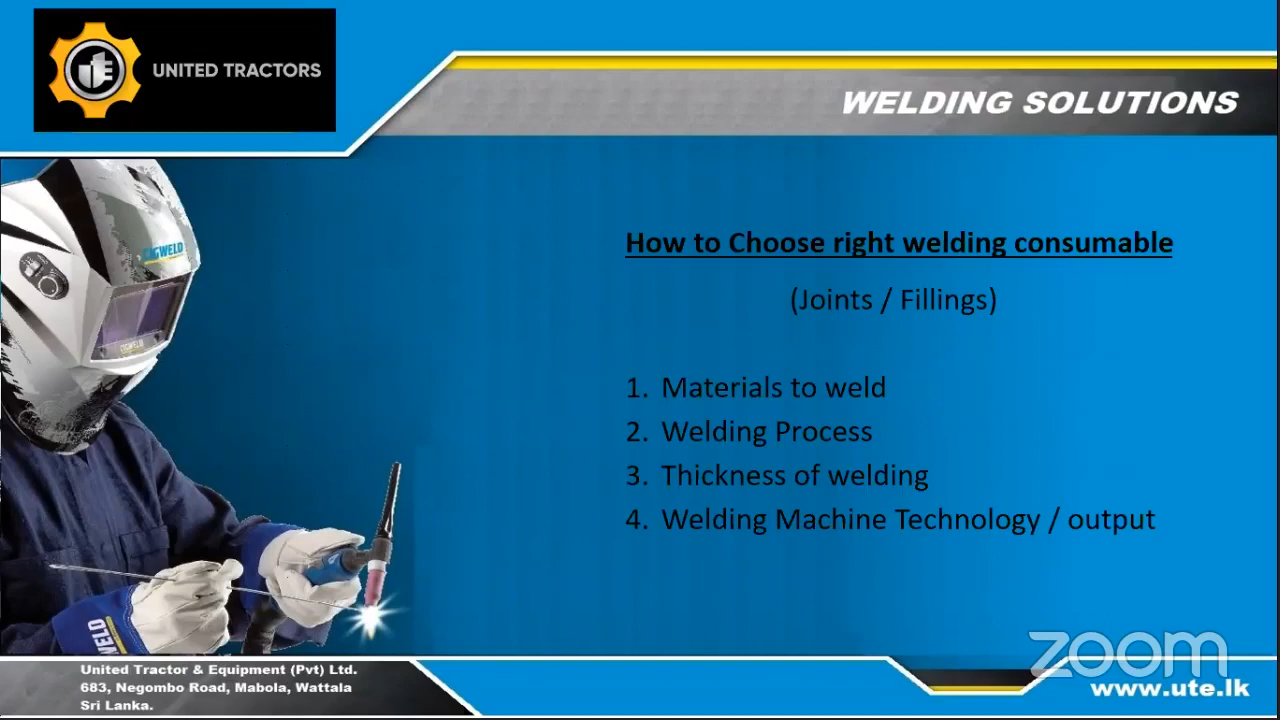 UNITED TRACTORS
WELDING SOLUTIONS
CIGWELD
CIGWELD
How to Choose right welding consumable
(Joints / Fillings)
1. Materials to weld
2. Welding Process
3. Thickness of welding
4. Welding Machine Technology / output
United Tractor & Equipment (Pvt) Ltd.
683, Negombo Road, Mabola, Wattala
Sri Lanka.
zoom
www.ute.lk